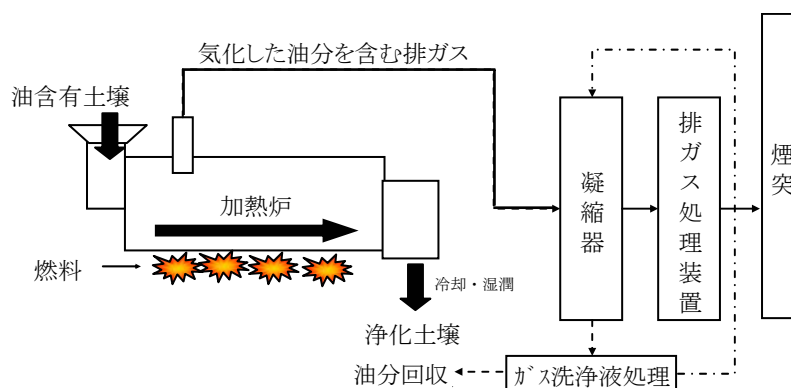 気化した油分を含む排ガス
油含有土壌
加熱炉
燃料
冷却・湿潤
浄化土壌
油分回収
凝縮器
排ガス処理装置
煙突
ガス洗浄液処理